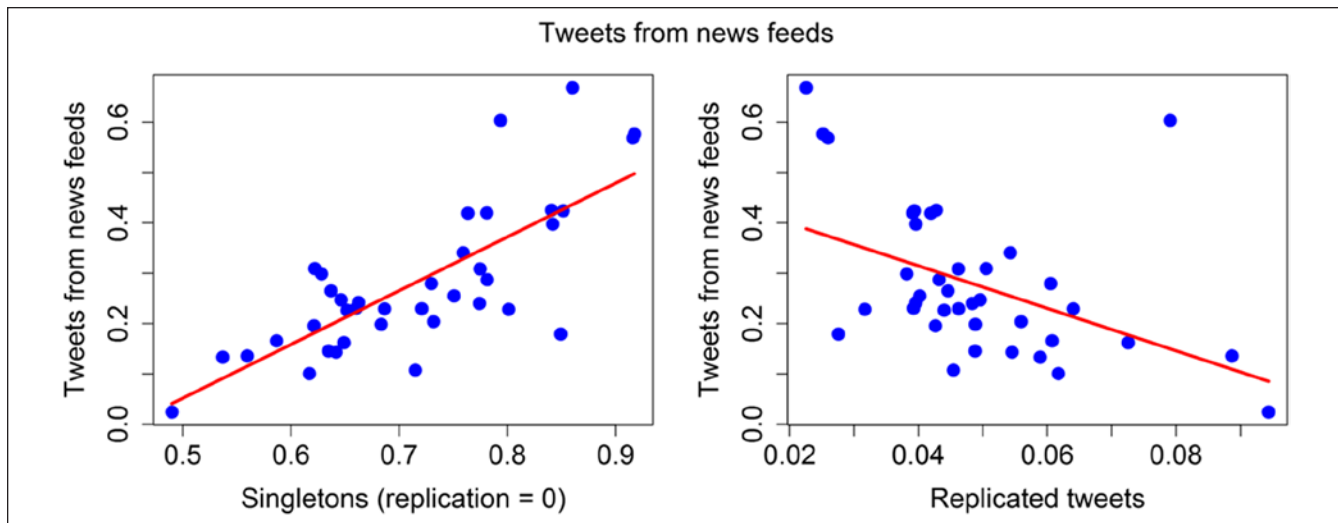 Tweets from news feeds
Tweets from news feeds
0.6
0.4
0.2
0.0
0.5 0.6 0.7 0.8 0.9
Singletons (replication = 0)
Tweets from news feeds
0.6
0.4
0.2
0.0
0.02 0.04 0.06 0.08
Replicated tweets